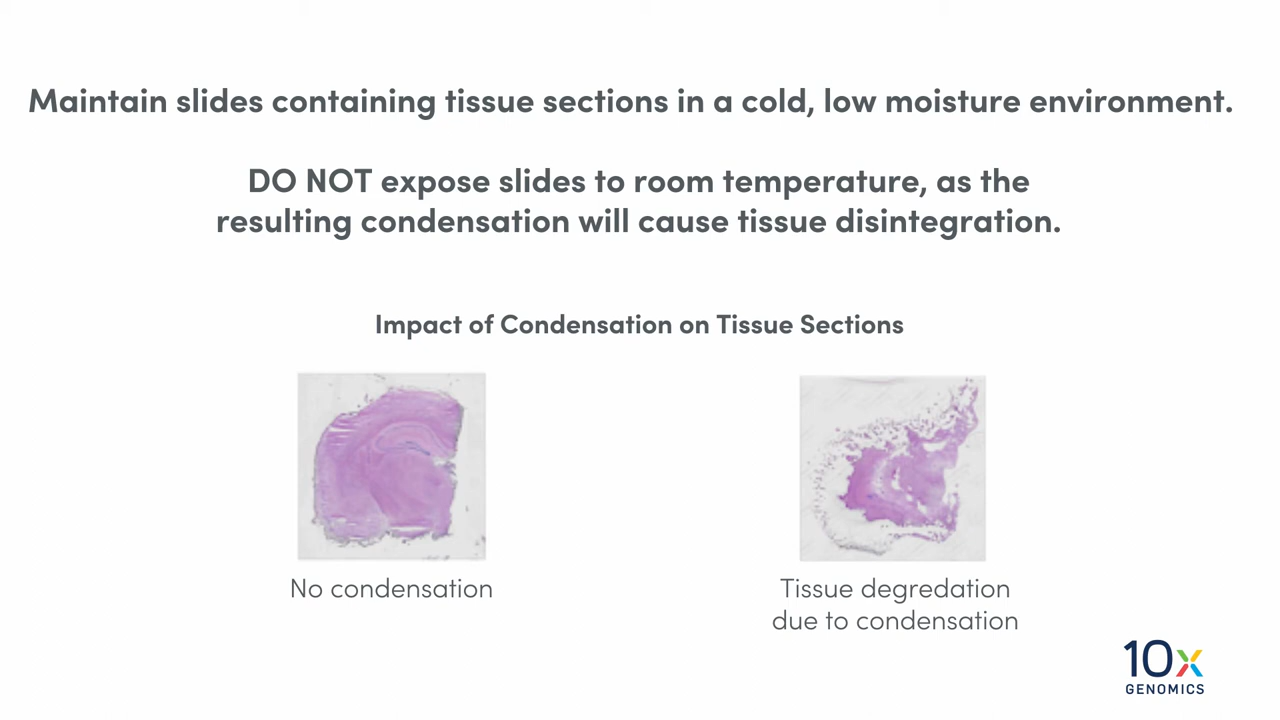 Maintain slides containing tissue sections in a cold, low moisture environment.
DO NOT expose slides to room temperature, as the
resulting condensation will cause tissue disintegration.
Impact of Condensation on Tissue Sections
No condensation
Tissue degredation
due to condensation
10x
GENOMICS